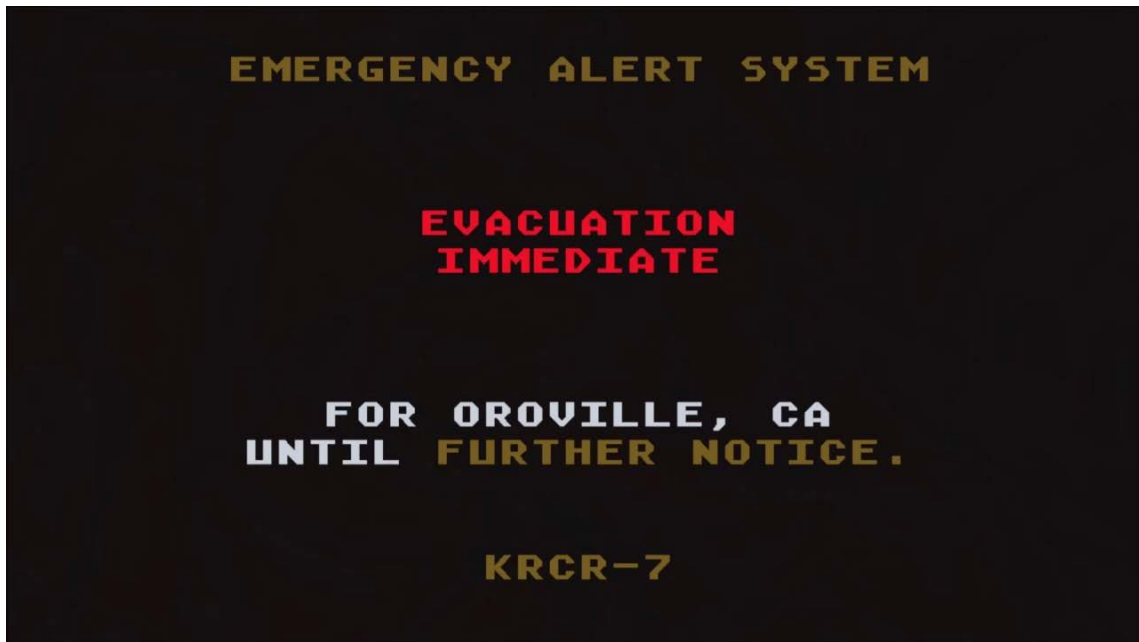 EMERGENCY ALERT SYSTEM
EVACUATION
IMMEDIATE
FOR OROVILLE, CA
UNTIL FURTHER NOTICE.
KRCR-7